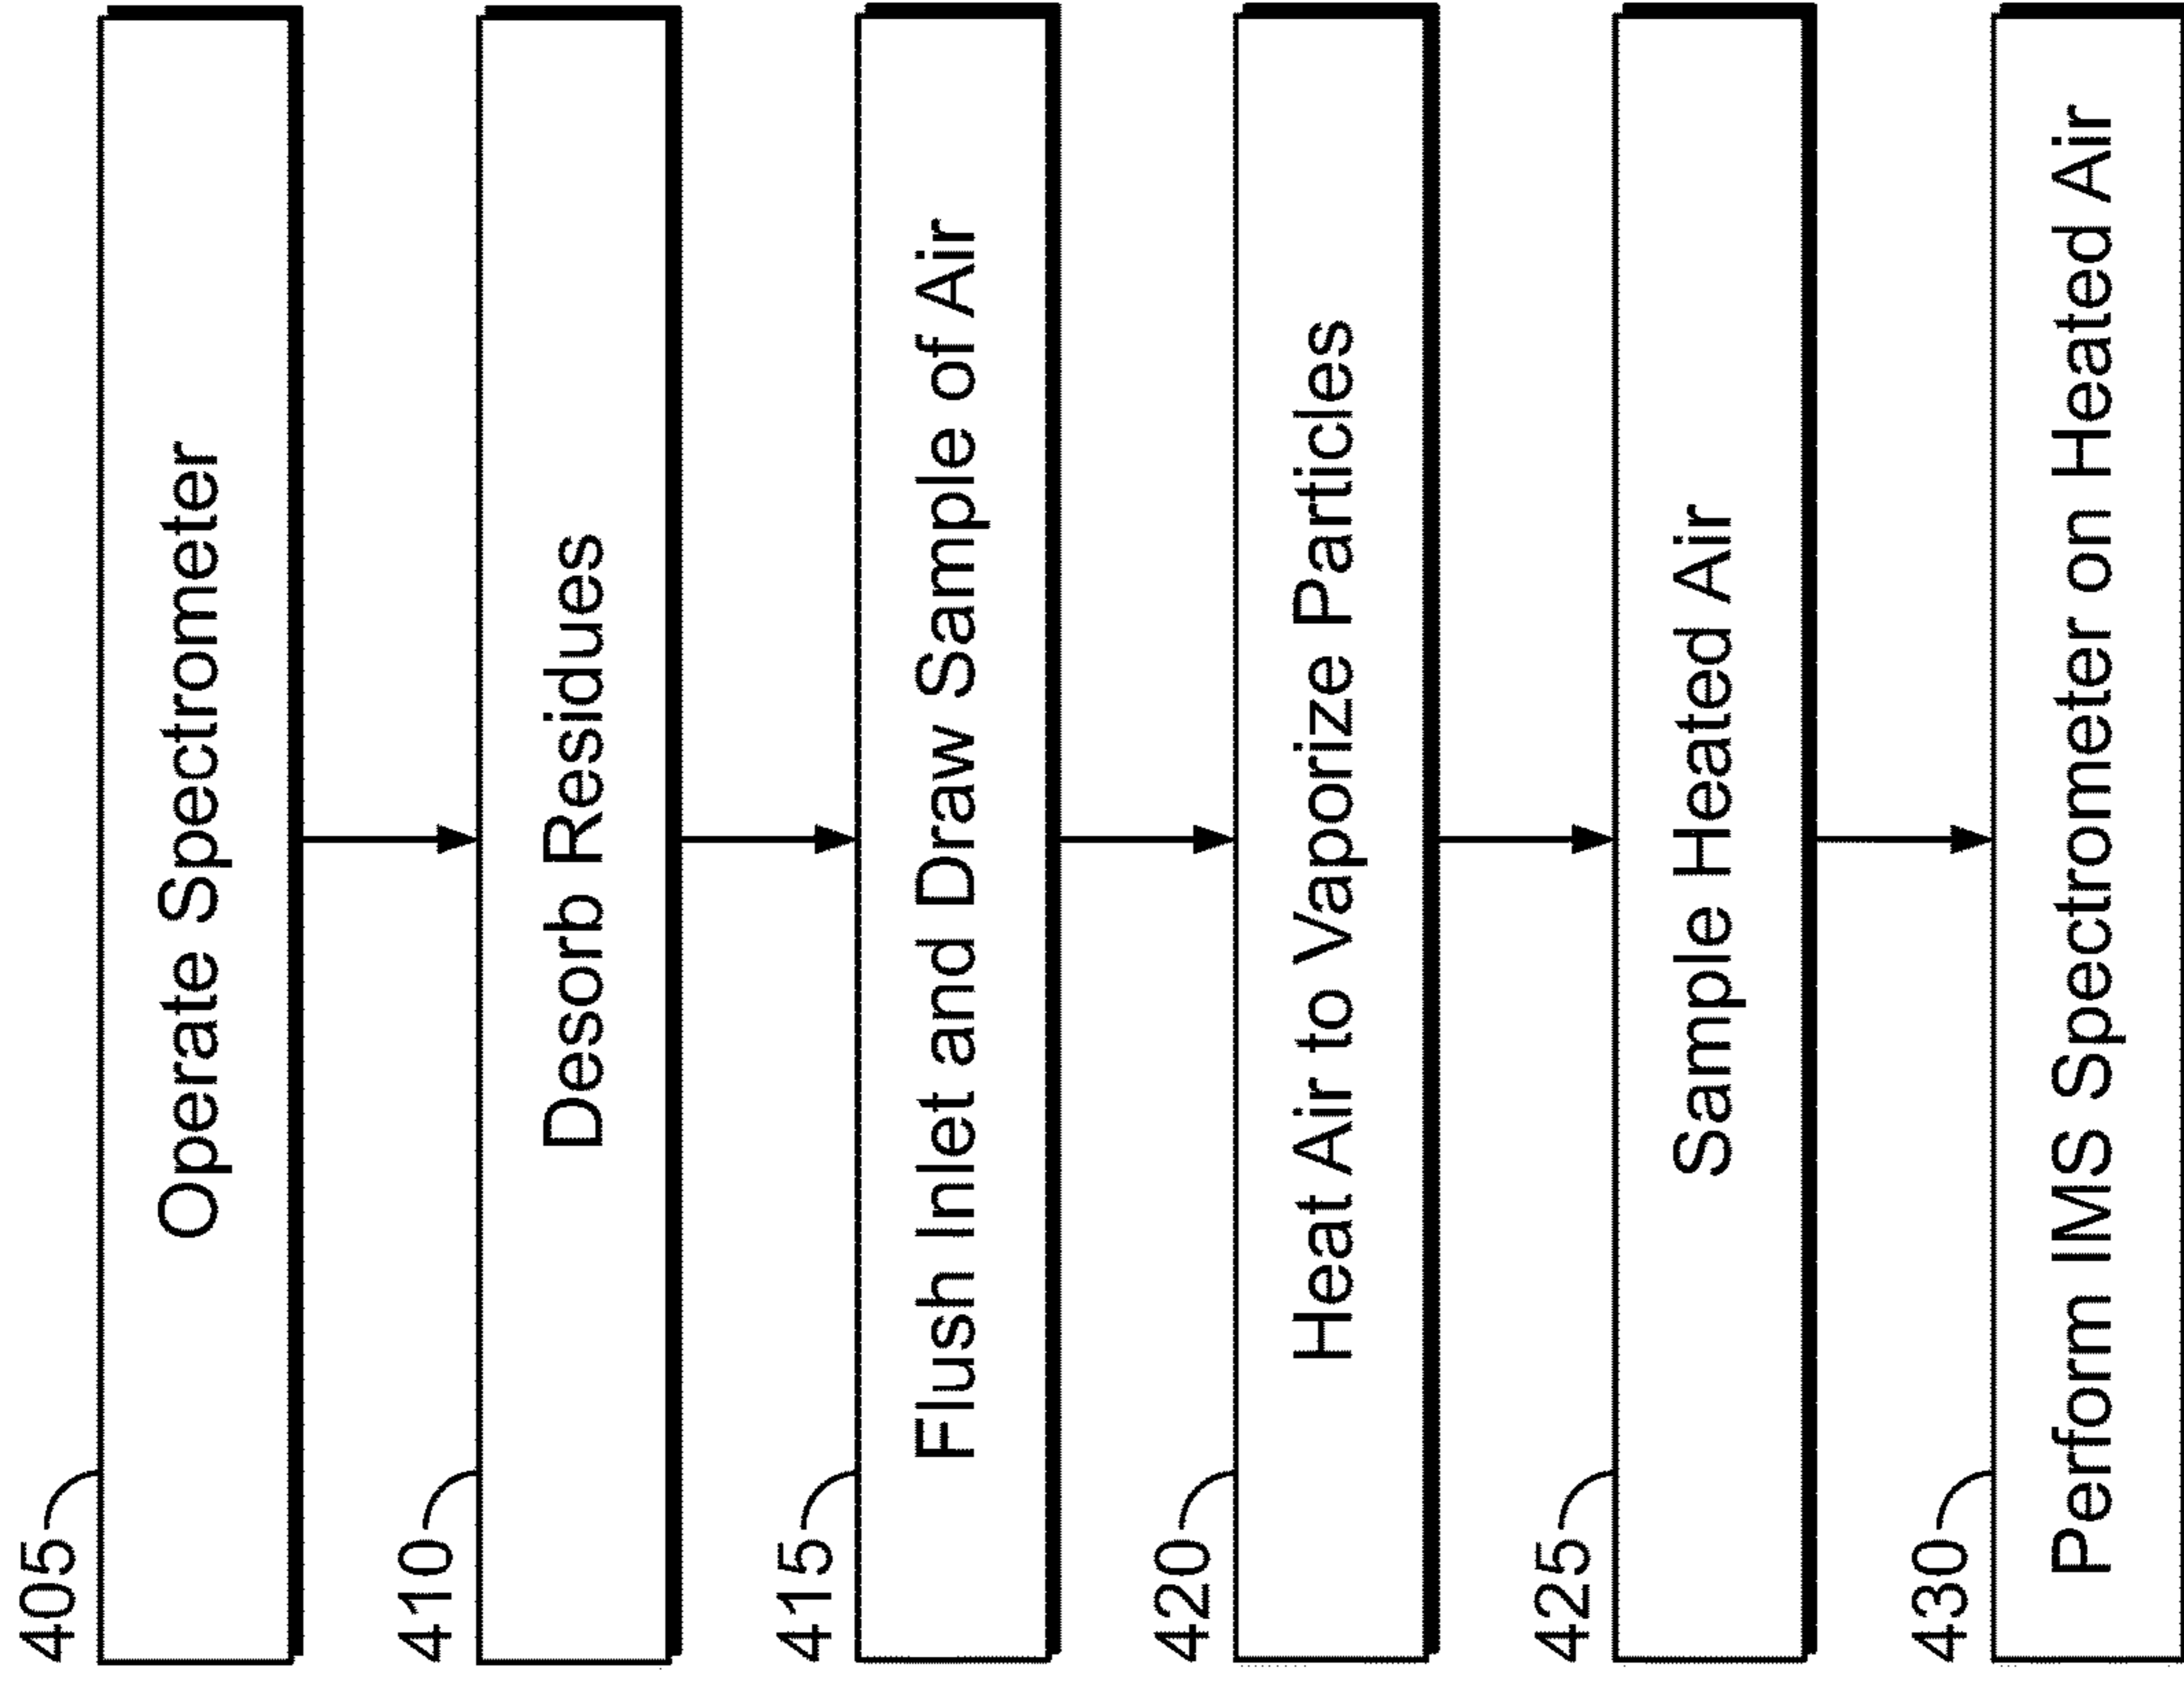 405
Operate Spectrometer
410
Desorb Residues
415
Flush Inlet and Draw Sample of Air
420
Heat Air to Vaporize Particles
425
Sample Heated Air
430
Perform IMS Spectrometer on Heated Air